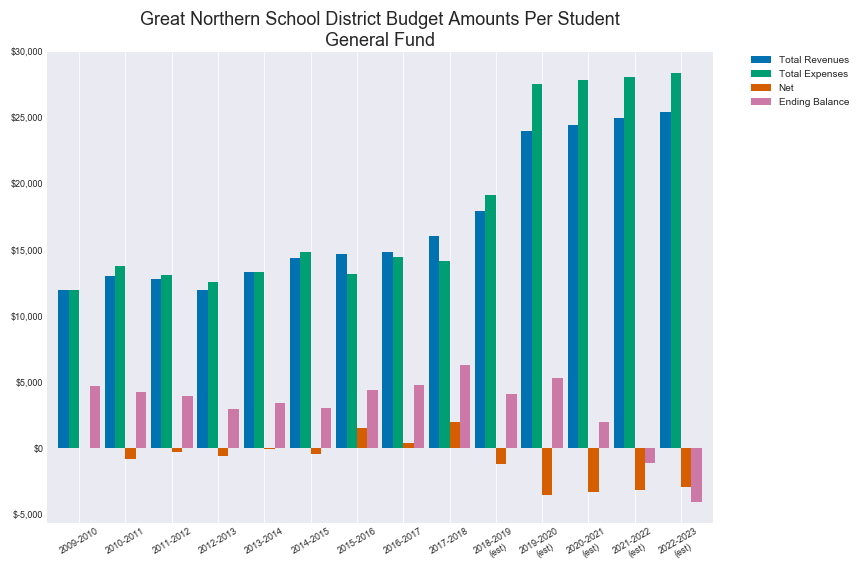 Great Northern School District Budget Amounts Per Student
General Fund
Total Revenues
Total Expenses
Net
Ending Balance
$30,000
$25,000
$20,000
$15,000
$10,000
$5,000
$0
$-5,000
2009-2010
2010-2011
2011-2012
2012-2013
2013-2014
2014-2015
2015-2016
2016-2017
2017-2018
2018-2019
(est)
2019-2020
(est)
2020-2021
(est)
2021-2022
(est)
2022-2023
(est)